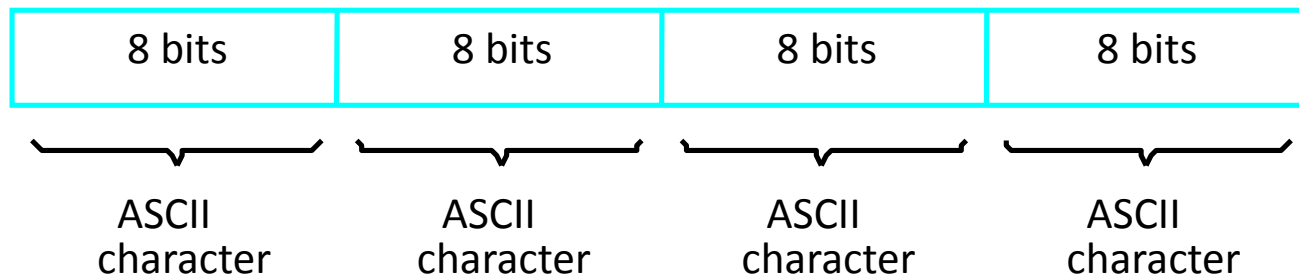 8 bits 8 bits 8 bits 8 bits
ASCII ASCII ASCII ASCII
character character character character